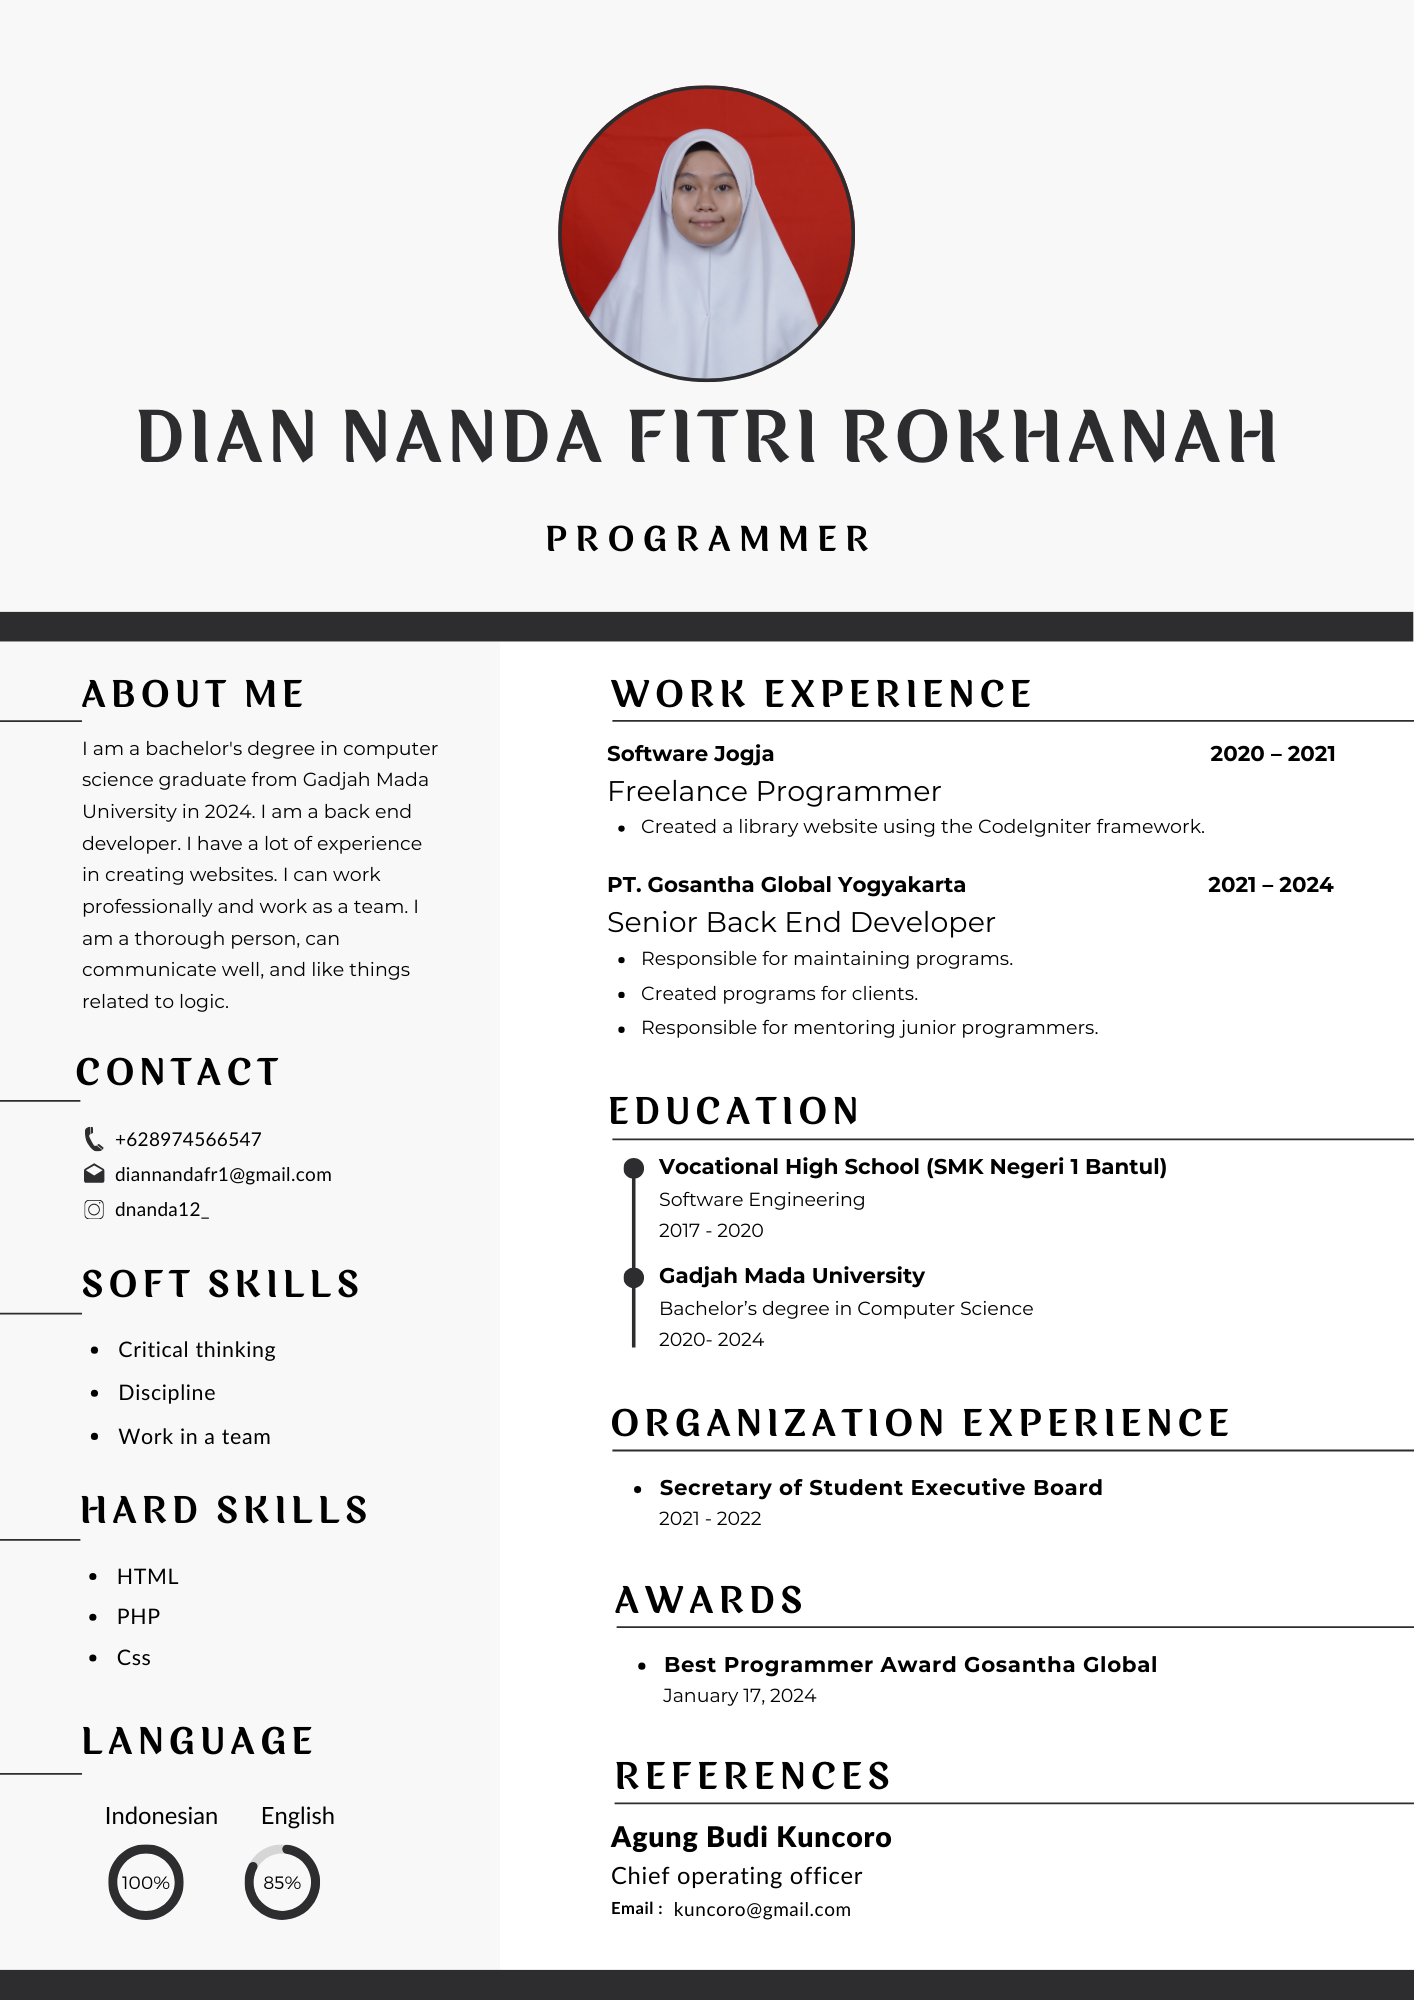 DIAN NANDA FITRI ROKHANAH
PROGRAMMER
ABOUT ME
I am a bachelor's degree in computer
science graduate from Gadjah Mada
University in 2024. I am a back end
developer. I have a lot of experience
in creating websites. I can work
professionally and work as a team. I
am a thorough person, can
communicate well, and like things
related to logic.
CONTACT
+628974566547
diannandafr1@gmail.com
dnanda12_
SOFT SKILLS
• Critical thinking
• Discipline
• Work in a team
HARD SKILLS
• HTML
• PHP
• Css
LANGUAGE
Indonesian English
100% 85%
WORK EXPERIENCE
Software Jogja 2020 – 2021
Freelance Programmer
• Created a library website using the CodeIgniter framework.
PT. Gosantha Global Yogyakarta 2021 – 2024
Senior Back End Developer
• Responsible for maintaining programs.
• Created programs for clients.
• Responsible for mentoring junior programmers.
EDUCATION
Vocational High School (SMK Negeri 1 Bantul)
Software Engineering
2017 - 2020
Gadjah Mada University
Bachelor’s degree in Computer Science
2020- 2024
ORGANIZATION EXPERIENCE
• Secretary of Student Executive Board
2021 - 2022
AWARDS
• Best Programmer Award Gosantha Global
January 17, 2024
REFERENCES
Agung Budi Kuncoro
Chief operating officer
Email : kuncoro@gmail.com